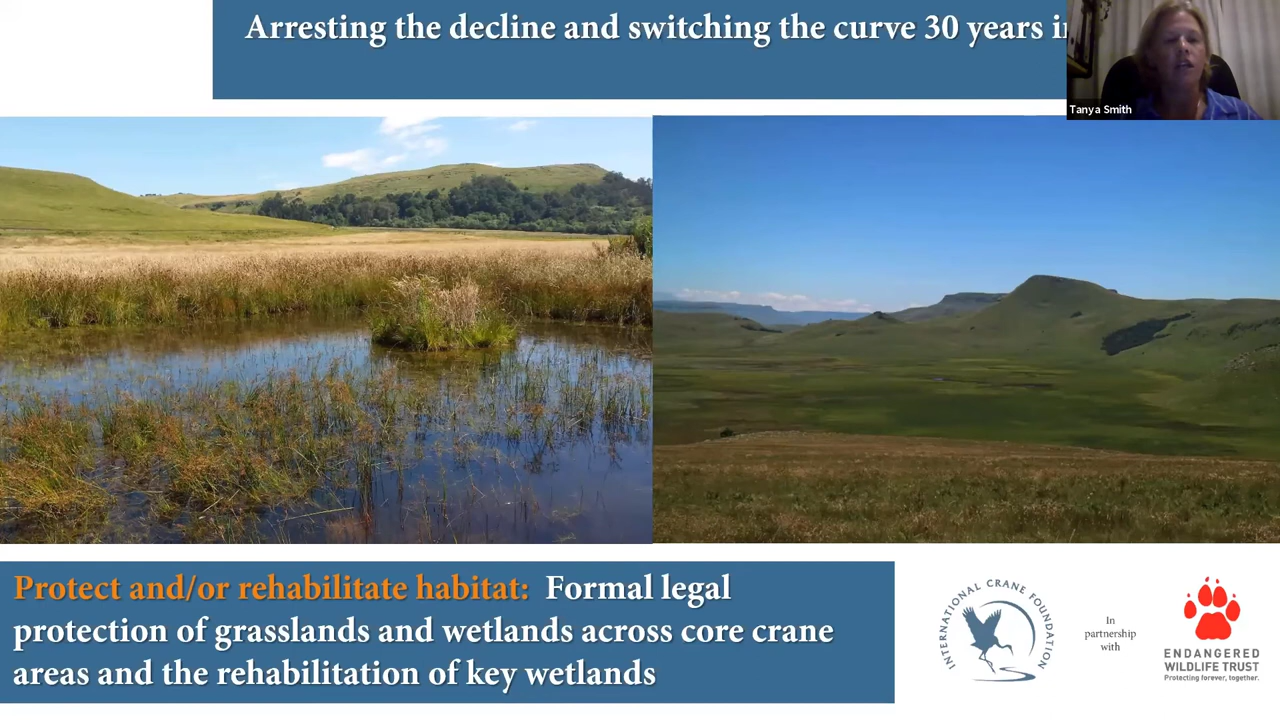 Arresting the decline and switching the curve 30 years
Tanya Smith
Protect and/or rehabilitate habitat: Formal legal
protection of grasslands and wetlands across core crane
areas and the rehabilitation of key wetlands
INTERNATIONAL CRANE FOUNDATION
In
partnership
with
ENDANGERED
WILDLIFE TRUST
Protecting forever, together.